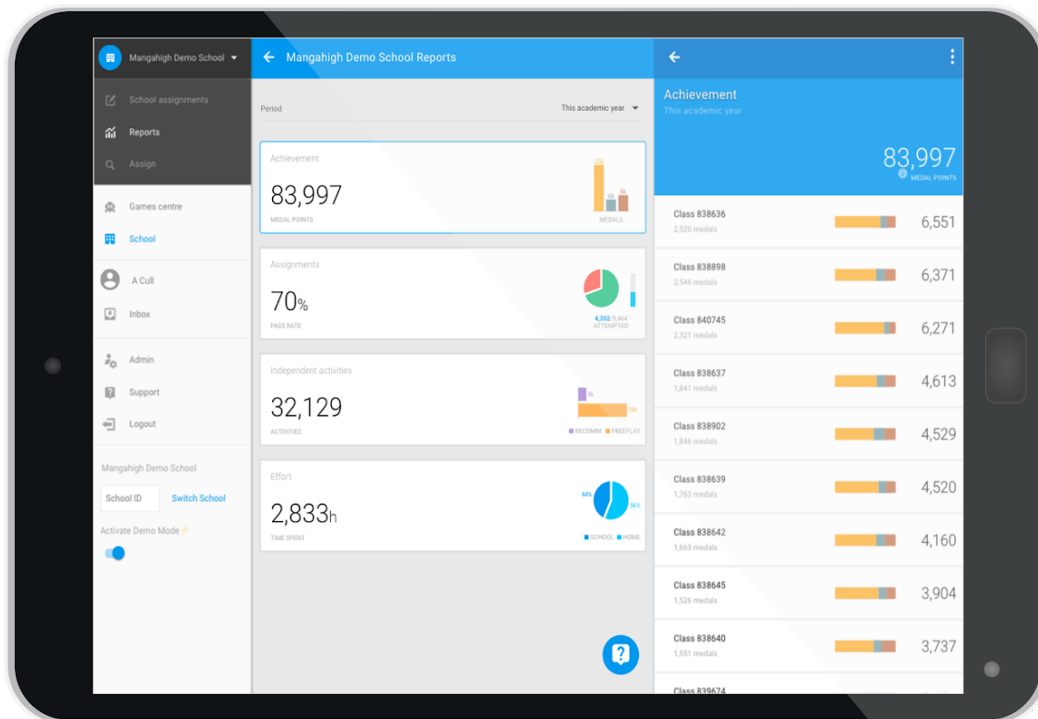 Mangahigh Demo School
School assignments
Reports
Assign
Games centre
School
A Cull
Inbox
Admin
Support
Logout
Mangahigh Demo School
School ID
Switch School
Activate Demo Mode
Mangahigh Demo School Reports
Period
This academic year
Achievement
83,997
MEDAL POINTS
MEDALS
Assignments
70%
PASS RATE
ATTEMPTED
Independent activities
32,129
ACTIVITIES
5k
RECOMM. FREEPLAY
Effort
2,833h
TIME SPENT
44%
56%
SCHOOL HOME
?
Achievement
This academic year
83,997
MEDAL POINTS
Class 838636
2,520 medals
6,551
Class 838898
2,546 medals
6,371
Class 840745
2,321 medals
6,271
Class 838637
1,841 medals
4,613
Class 838902
1,846 medals
4,529
Class 838639
1,763 medals
4,520
Class 838642
1,663 medals
4,160
Class 838645
1,526 medals
3,904
Class 838640
1,551 medals
3,737
Class 839674